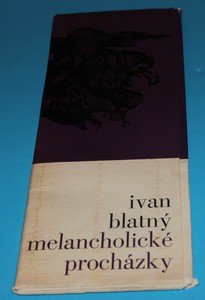 ivan
blatný
melancholické
procházky